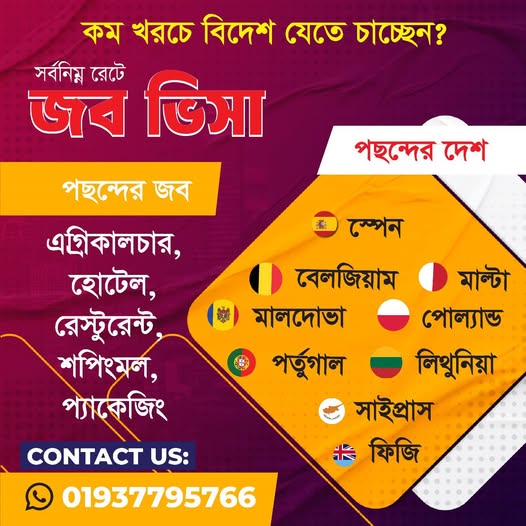 কম খরচে বিদেশ যেতে চাচ্ছেন?
সর্বনিম্ন রেটে
জব ভিসা
পছন্দের জব
এগ্রিকালচার,
হোটেল,
রেস্টুরেন্ট,
শপিংমল,
প্যাকেজিং
পছন্দের দেশ
স্পেন
বেলজিয়াম
মাল্টা
মালদোভা
পোল্যান্ড
পর্তুগাল
লিথুনিয়া
সাইপ্রাস
ফিজি
CONTACT US:
01937795766